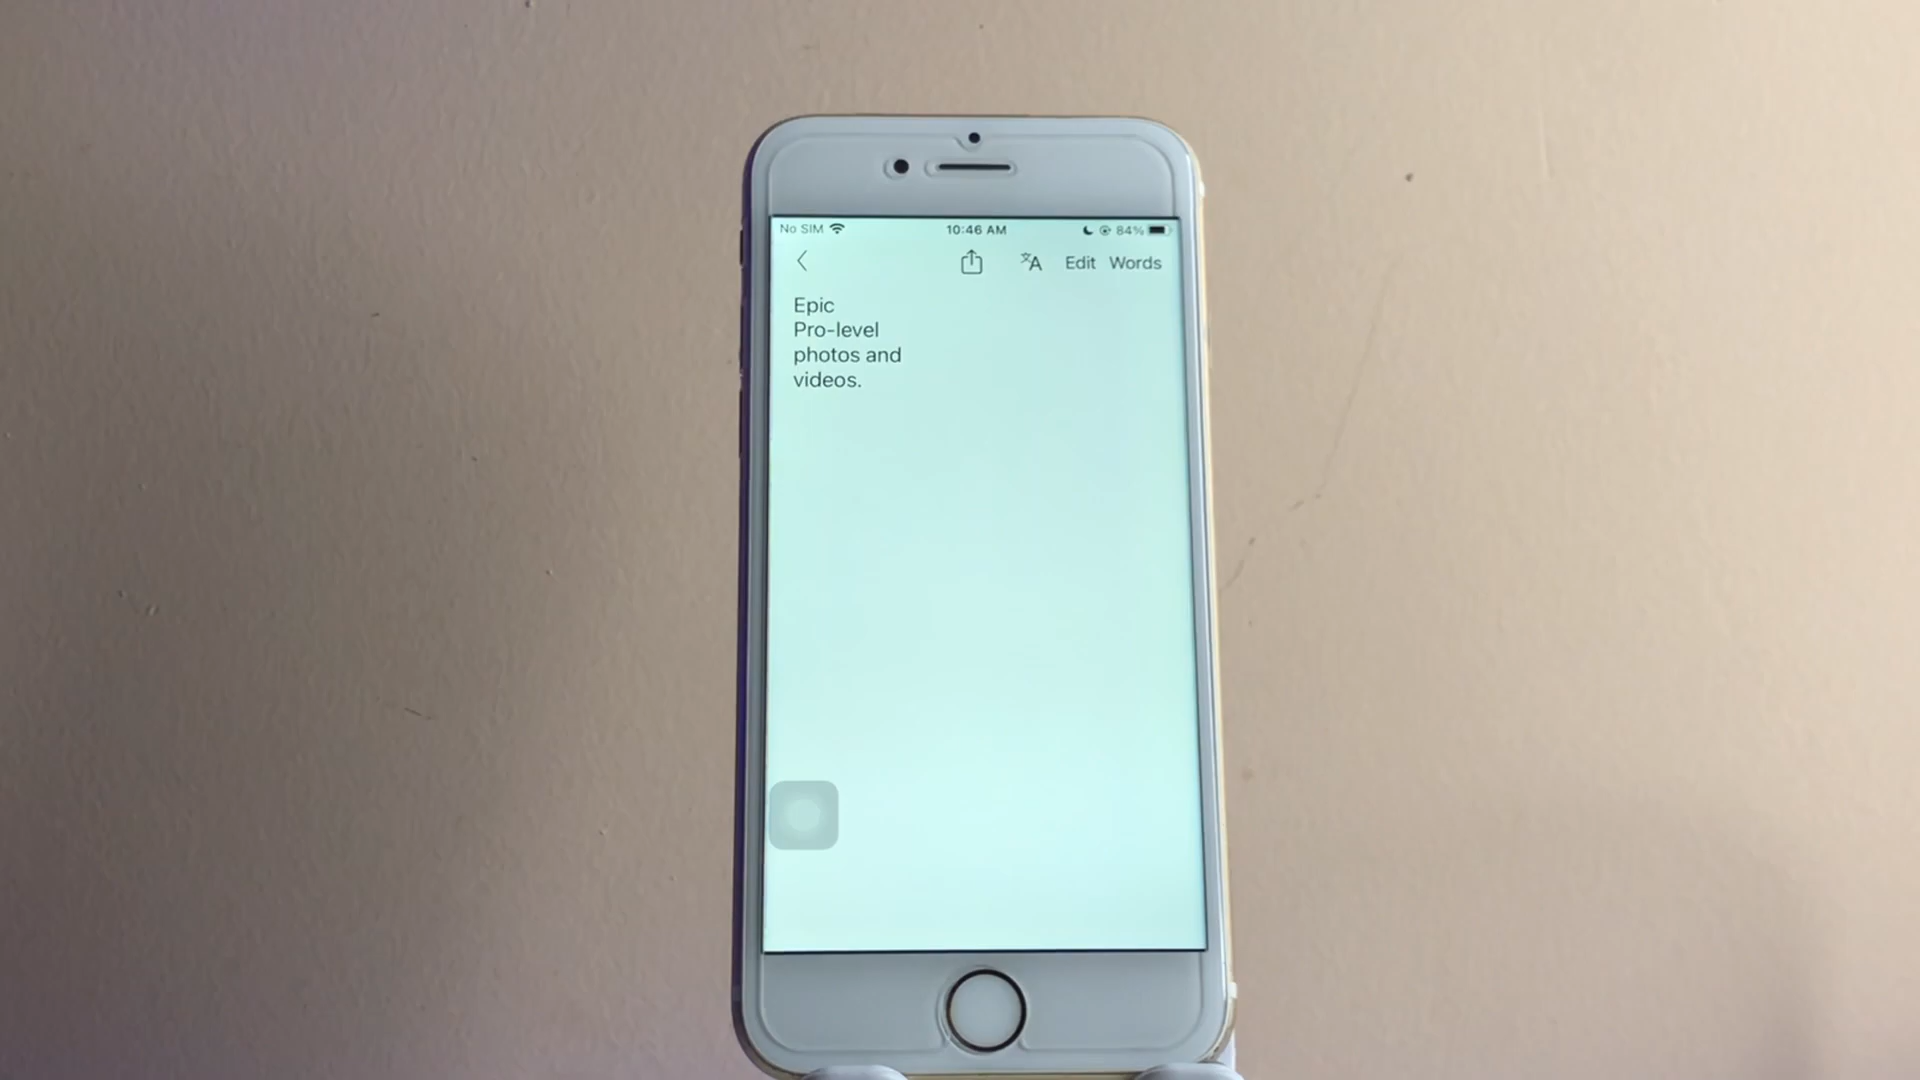 No SIM 10:46 AM 84%
Edit Words
Epic
Pro-level
photos and
videos.